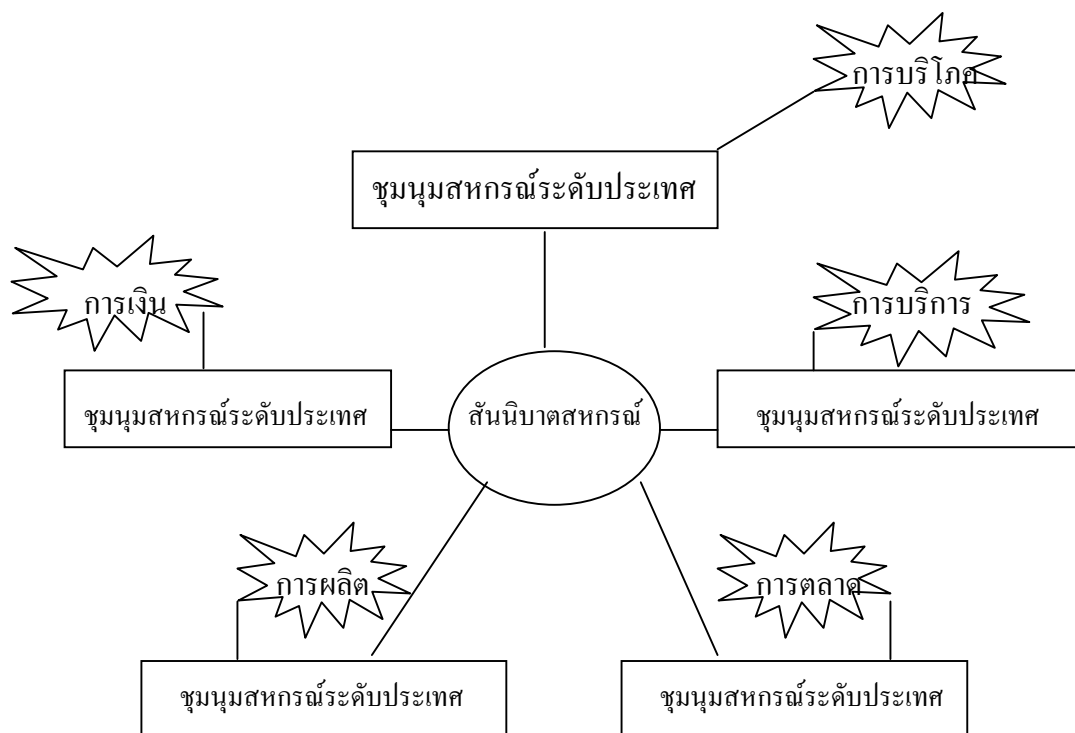 การบริโภค
ชุมนุมสหกรณ์ระดับประเทศ
การเงิน
การบริการ
ชุมนุมสหกรณ์ระดับประเทศ
สันนิบาตสหกรณ์
ชุมนุมสหกรณ์ระดับประเทศ
การผลิต
การตลาด
ชุมนุมสหกรณ์ระดับประเทศ
ชุมนุมสหกรณ์ระดับประเทศ